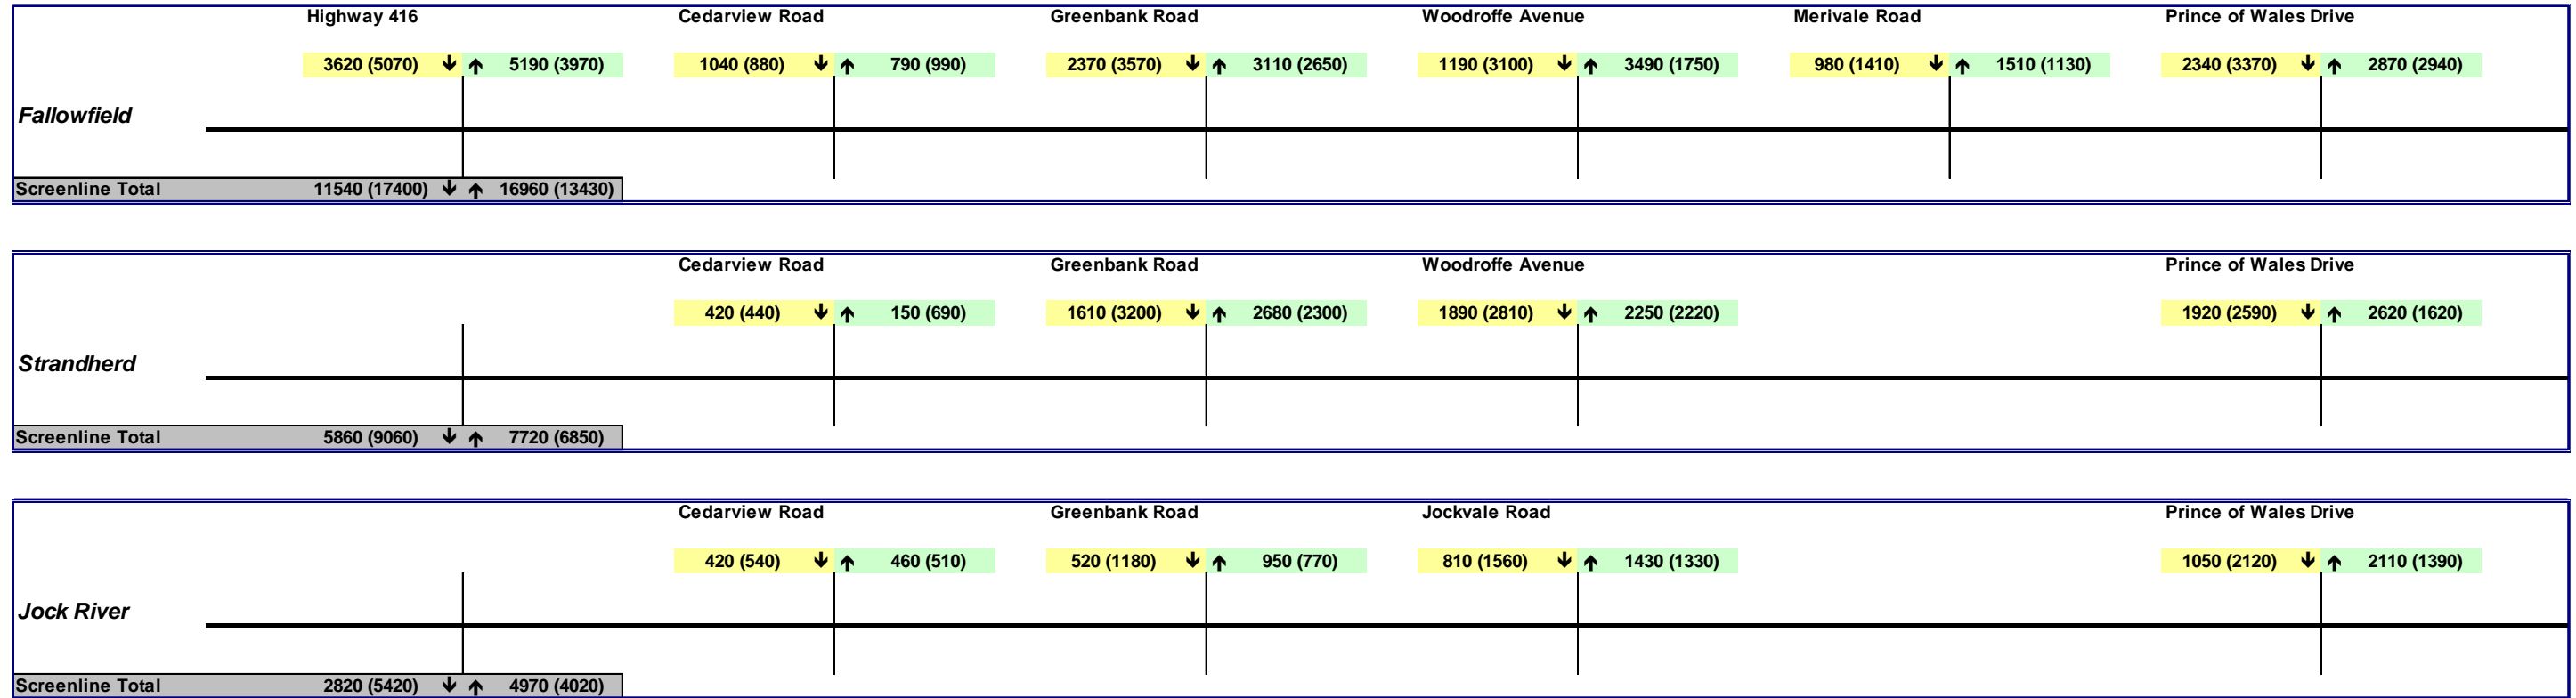 Highway 416 Cedarview Road Greenbank Road Woodroffe Avenue Merivale Road Prince of Wales Drive
3620 (5070) ↓ ↑ 5190 (3970) 1040 (880) ↓ ↑ 790 (990) 2370 (3570) ↓ ↑ 3110 (2650) 1190 (3100) ↓ ↑ 3490 (1750) 980 (1410) ↓ ↑ 1510 (1130) 2340 (3370) ↓ ↑ 2870 (2940)
Fallowfield
Screenline Total 11540 (17400) ↓ ↑ 16960 (13430)
Cedarview Road Greenbank Road Woodroffe Avenue Prince of Wales Drive
420 (440) ↓ ↑ 150 (690) 1610 (3200) ↓ ↑ 2680 (2300) 1890 (2810) ↓ ↑ 2250 (2220) 1920 (2590) ↓ ↑ 2620 (1620)
Strandherd
Screenline Total 5860 (9060) ↓ ↑ 7720 (6850)
Cedarview Road Greenbank Road Jockvale Road Prince of Wales Drive
420 (540) ↓ ↑ 460 (510) 520 (1180) ↓ ↑ 950 (770) 810 (1560) ↓ ↑ 1430 (1330) 1050 (2120) ↓ ↑ 2110 (1390)
Jock River
Screenline Total 2820 (5420) ↓ ↑ 4970 (4020)